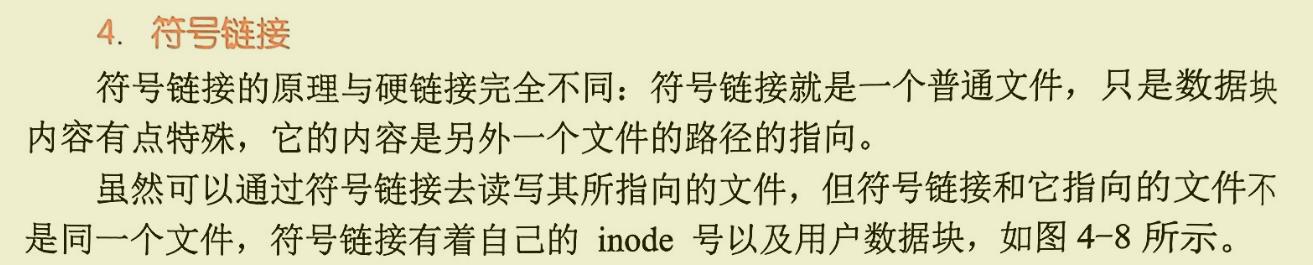 4. 符号链接
符号链接的原理与硬链接完全不同：符号链接就是一个普通文件，只是数据块
内容有点特殊，它的内容是另外一个文件的路径的指向。
虽然可以通过符号链接去读写其所指向的文件，但符号链接和它指向的文件不
是同一个文件，符号链接有着自己的 inode 号以及用户数据块，如图 4-8 所示。